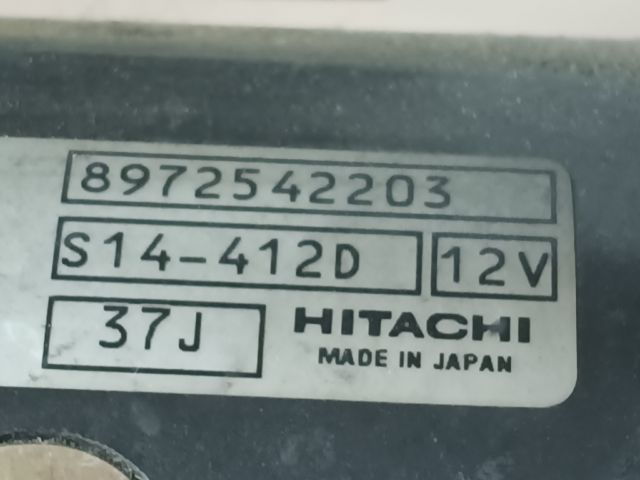 8972542203
S14-412D 12V
37J HITACHI
MADE IN JAPAN